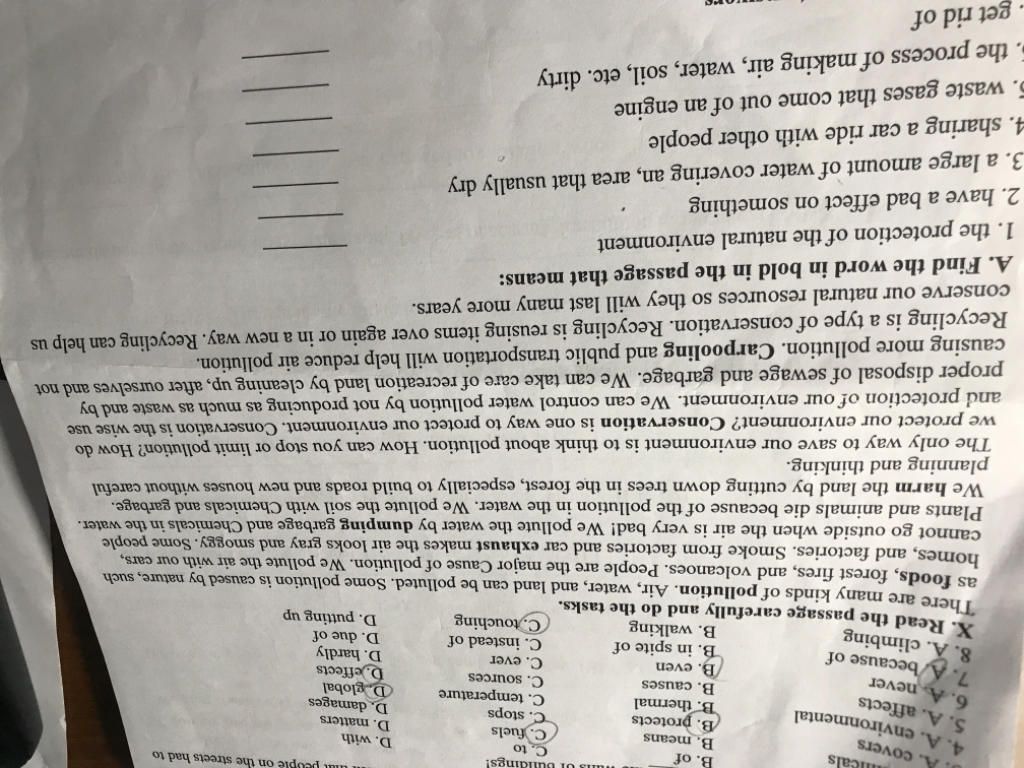 that people on the streets had to
of buildings!
B. of C. to D. with
B. means C. fuels D. matters
A. covers B. protects C. stops D. damages
4. A. environmental B. thermal C. temperature D. global
5. A. affects B. causes C. sources D. effects
6. A. never B. even C. ever D. hardly
7. A. because of B. in spite of C. instead of D. due of
8. A. climbing B. walking C. touching D. putting up
X. Read the passage carefully and do the tasks.
There are many kinds of pollution. Air, water, and land can be polluted. Some pollution is caused by nature, such
as foods, forest fires, and volcanoes. People are the major Cause of pollution. We pollute the air with our cars,
homes, and factories. Smoke from factories and car exhaust makes the air looks gray and smoggy. Some people
cannot go outside when the air is very bad! We pollute the water by dumping garbage and Chemicals in the water.
Plants and animals die because of the pollution in the water. We pollute the soil with Chemicals and garbage.
We harm the land by cutting down trees in the forest, especially to build roads and new houses without careful
planning and thinking.
The only way to save our environment is to think about pollution. How can you stop or limit pollution? How do
we protect our environment? Conservation is one way to protect our environment. Conservation is the wise use
and protection of our environment. We can control water pollution by not producing as much as waste and by
proper disposal of sewage and garbage. We can take care of recreation land by cleaning up, after ourselves and not
causing more pollution. Carpooling and public transportation will help reduce air pollution.
Recycling is a type of conservation. Recycling is reusing items over again or in a new way. Recycling can help us
conserve our natural resources so they will last many more years.
A. Find the word in bold in the passage that means:
1. the protection of the natural environment
2. have a bad effect on something
3. a large amount of water covering an, area that usually dry
4. sharing a car ride with other people
5. waste gases that come out of an engine
. the process of making air, water, soil, etc. dirty
. get rid of